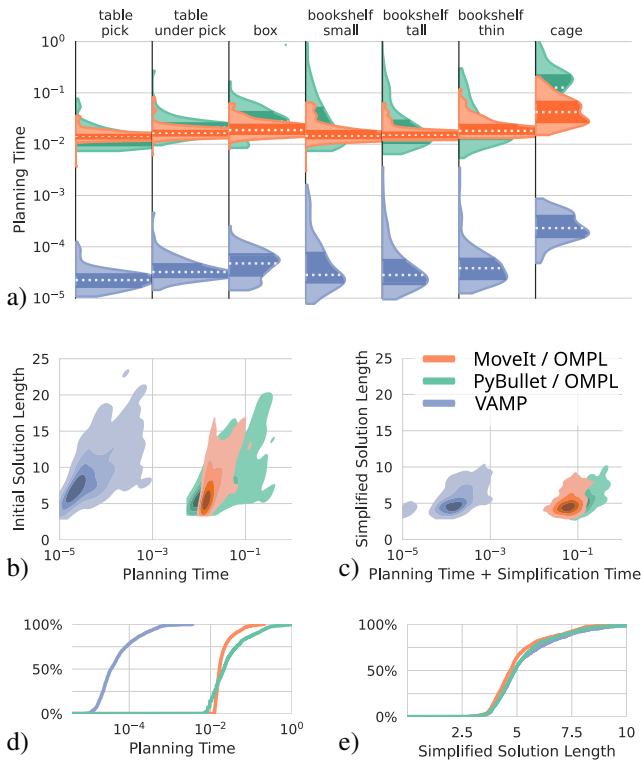 table
pick
table
under pick
box
bookshelf
small
bookshelf
tall
bookshelf
thin
cage
10^0
10^−1
10^−2
10^−3
10^−4
10^−5
Planning Time
a)
25
20
15
10
5
0
Initial Solution Length
10^−5
10^−3
10^−1
Planning Time
b)
25
20
15
10
5
0
Simplified Solution Length
MoveIt / OMPL
PyBullet / OMPL
VAMP
10^−5
10^−3
10^−1
Planning Time + Simplification Time
c)
100%
50%
0%
10^−4
10^−2
10^0
Planning Time
d)
100%
50%
0%
2.5
5
7.5
10
Simplified Solution Length
e)